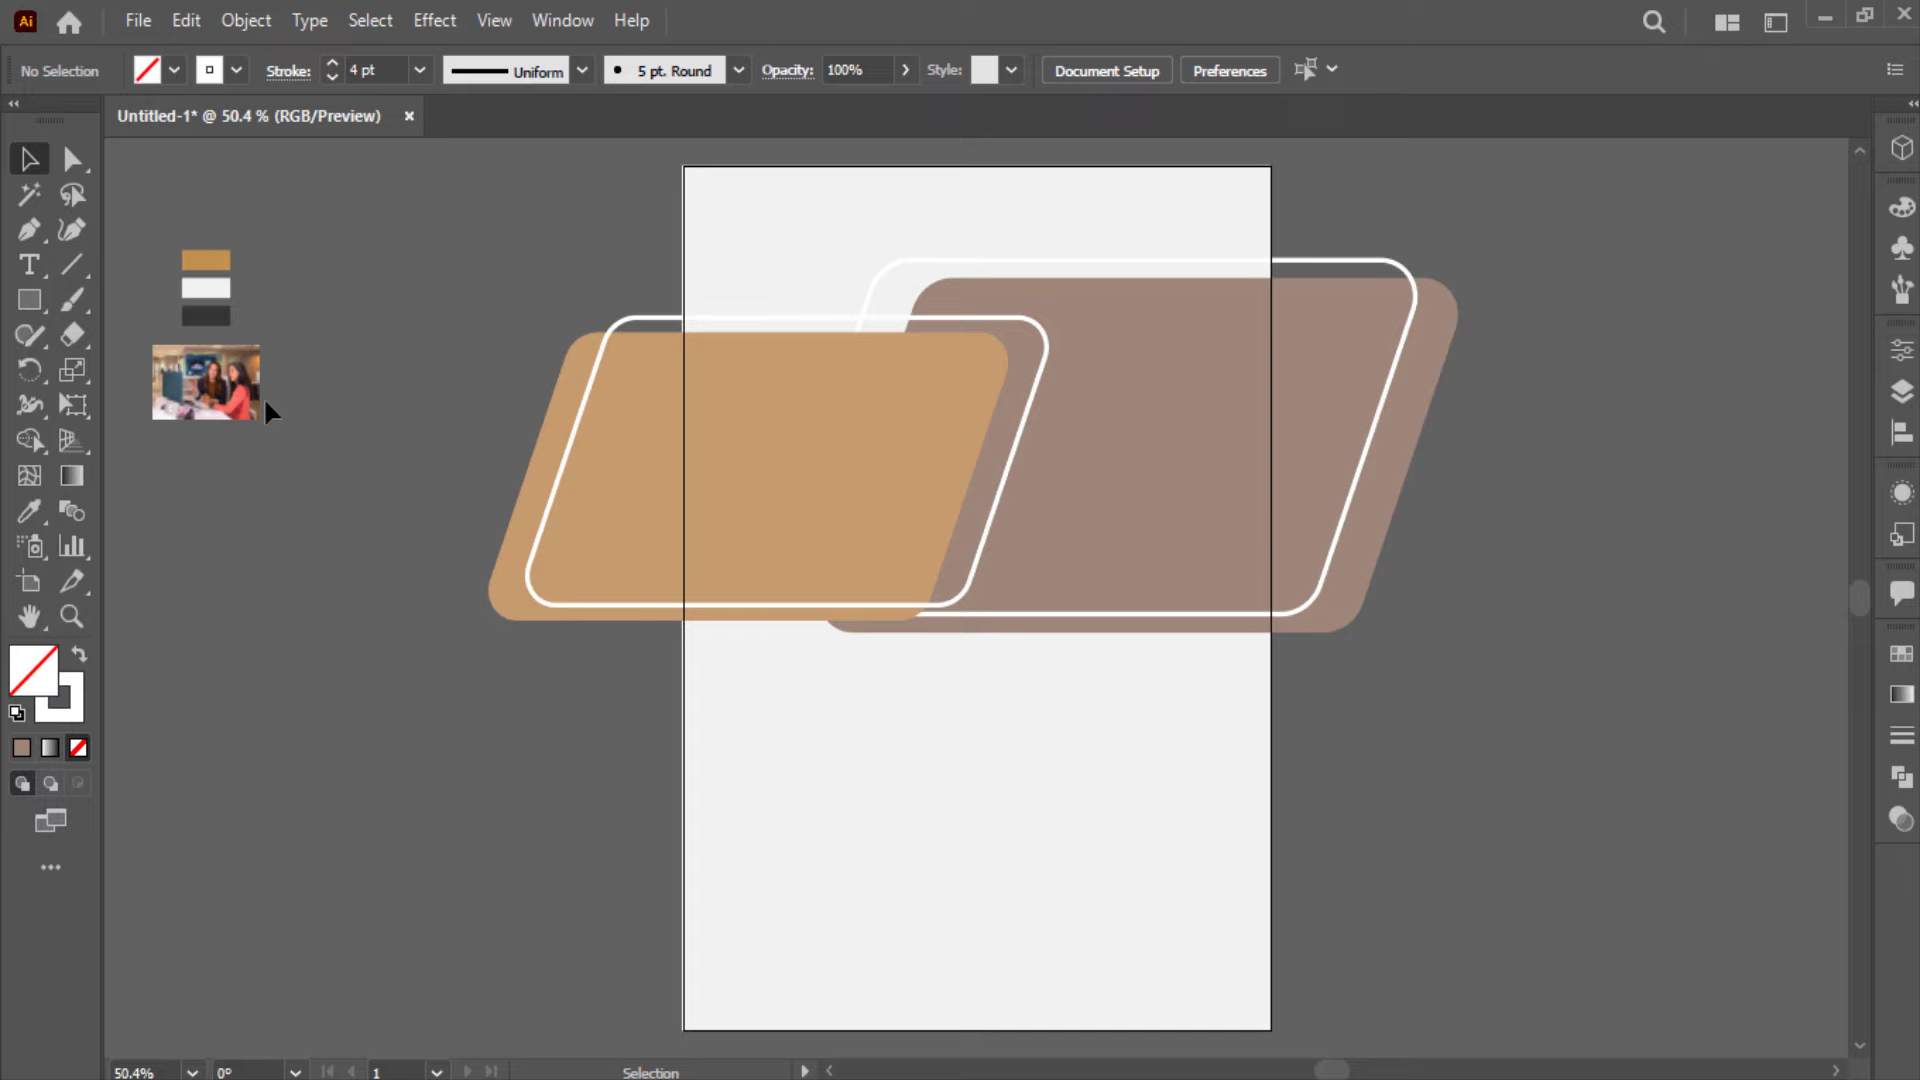 Ai File Edit Object Type Select Effect View Window Help
No Selection Stroke: 4 pt Uniform 5 pt. Round Opacity: 100% Style: Document Setup Preferences
Untitled-1* @ 50.4 % (RGB/Preview) ×
50.4% 0° 1 Selection